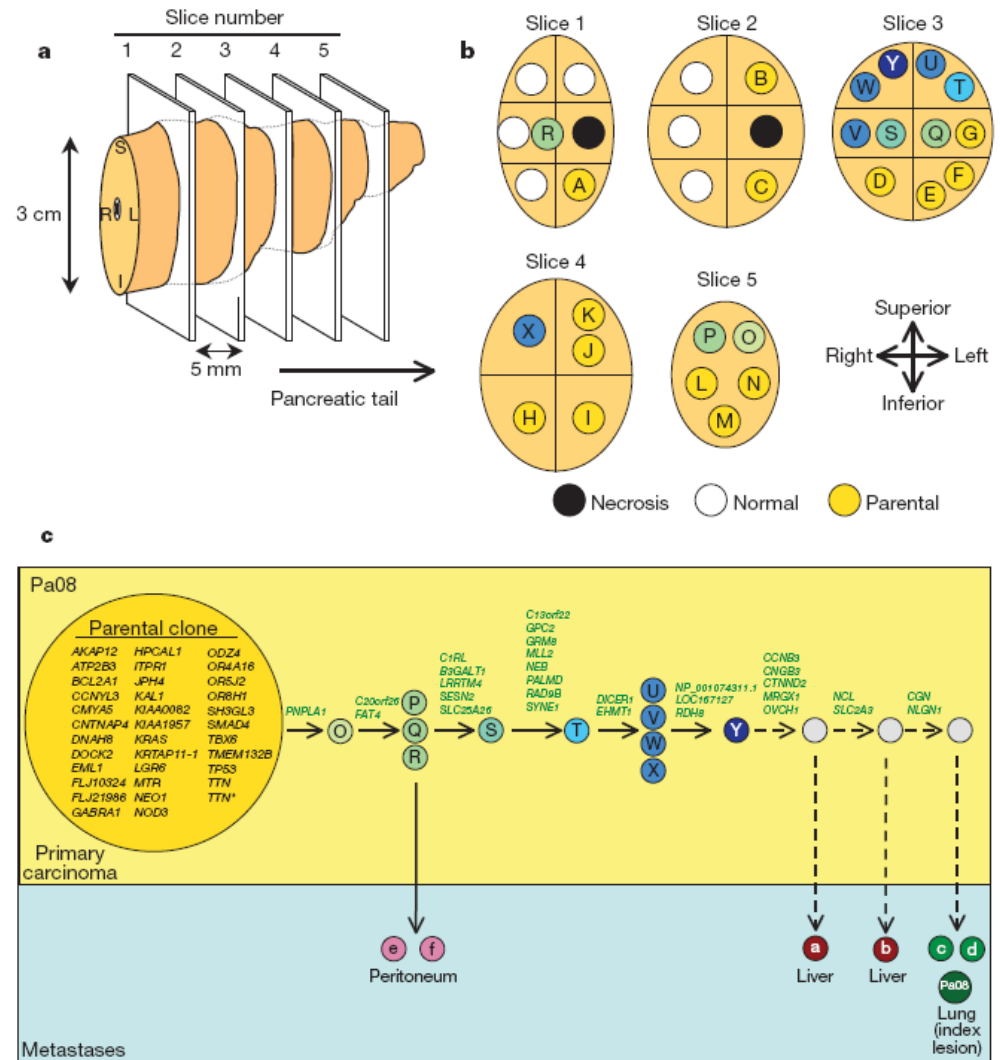 a
Slice number
1 2 3 4 5
S
R L
I
3 cm
5 mm
Pancreatic tail
b
Slice 1
R
A
Slice 2
B
C
Slice 3
Y U
W T
V S Q G
D F
E
Slice 4
K
X
J
H I
Slice 5
P O
L N
M
Superior
Right Left
Inferior
Necrosis Normal Parental
c
Pa08
Parental clone
AKAP12 HPCAL1 ODZ4
ATP2B3 ITPR1 OR4A16
BCL2A1 JPH4 OR5J2
CCNYL3 KAL1 OR8H1
CMYA5 KIAA0082 SH3GL3
CNTNAP4 KIAA1957 SMAD4
DNAH8 KRAS TBX6
DOCK2 KRTAP11-1 TMEM132B
EML1 LGR6 TP53
FLJ10324 MTR TTN
FLJ21986 NEO1 TTN*
GABRA1 NOD3
Primary
carcinoma
PNPLA1
O
C20orf26
FAT4
P
Q
R
C1RL
B3GALT1
LRRTM4
SESN2
SLC25A26
S
C13orf22
GPC2
GRM8
MLL2
NEB
PALMD
RAD9B
SYNE1
T
DICER1
EHMT1
U
V
W
X
NP_001074311.1
LOC167127
RDH8
Y
CCNB3
CNGB3
CTNND2
MRGX1
OVCH1
NCL
SLC2A3
CGN
NLGN1
e f
Peritoneum
a
Liver
b
Liver
c d
Pa08
Lung
(index
lesion)
Metastases